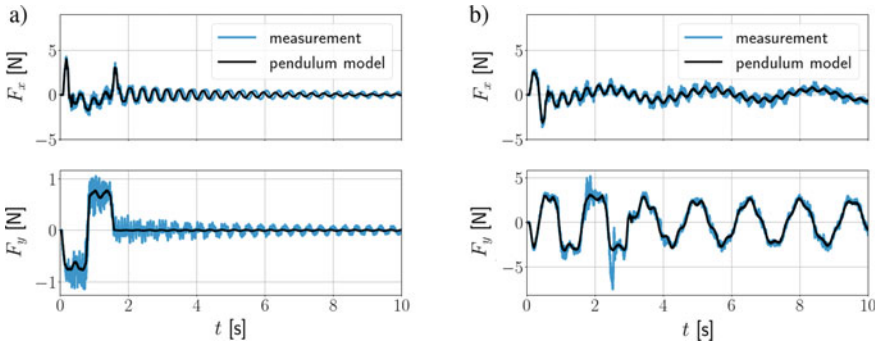 a)
measurement
pendulum model
F_x [N]
5
0
−5
F_y [N]
1
0
−1
0 2 4 6 8 10
t [s]
b)
measurement
pendulum model
F_x [N]
5
0
−5
F_y [N]
5
0
−5
0 2 4 6 8 10
t [s]